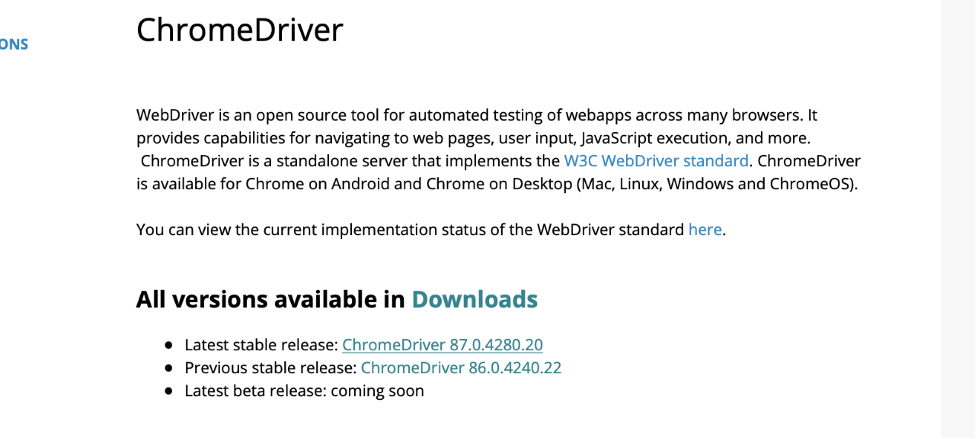 ChromeDriver
ONS
WebDriver is an open source tool for automated testing of webapps across many browsers. It
provides capabilities for navigating to web pages, user input, JavaScript execution, and more.
ChromeDriver is a standalone server that implements the W3C WebDriver standard. ChromeDriver
is available for Chrome on Android and Chrome on Desktop (Mac, Linux, Windows and ChromeOS).
You can view the current implementation status of the WebDriver standard here.
All versions available in Downloads
● Latest stable release: ChromeDriver 87.0.4280.20
● Previous stable release: ChromeDriver 86.0.4240.22
● Latest beta release: coming soon